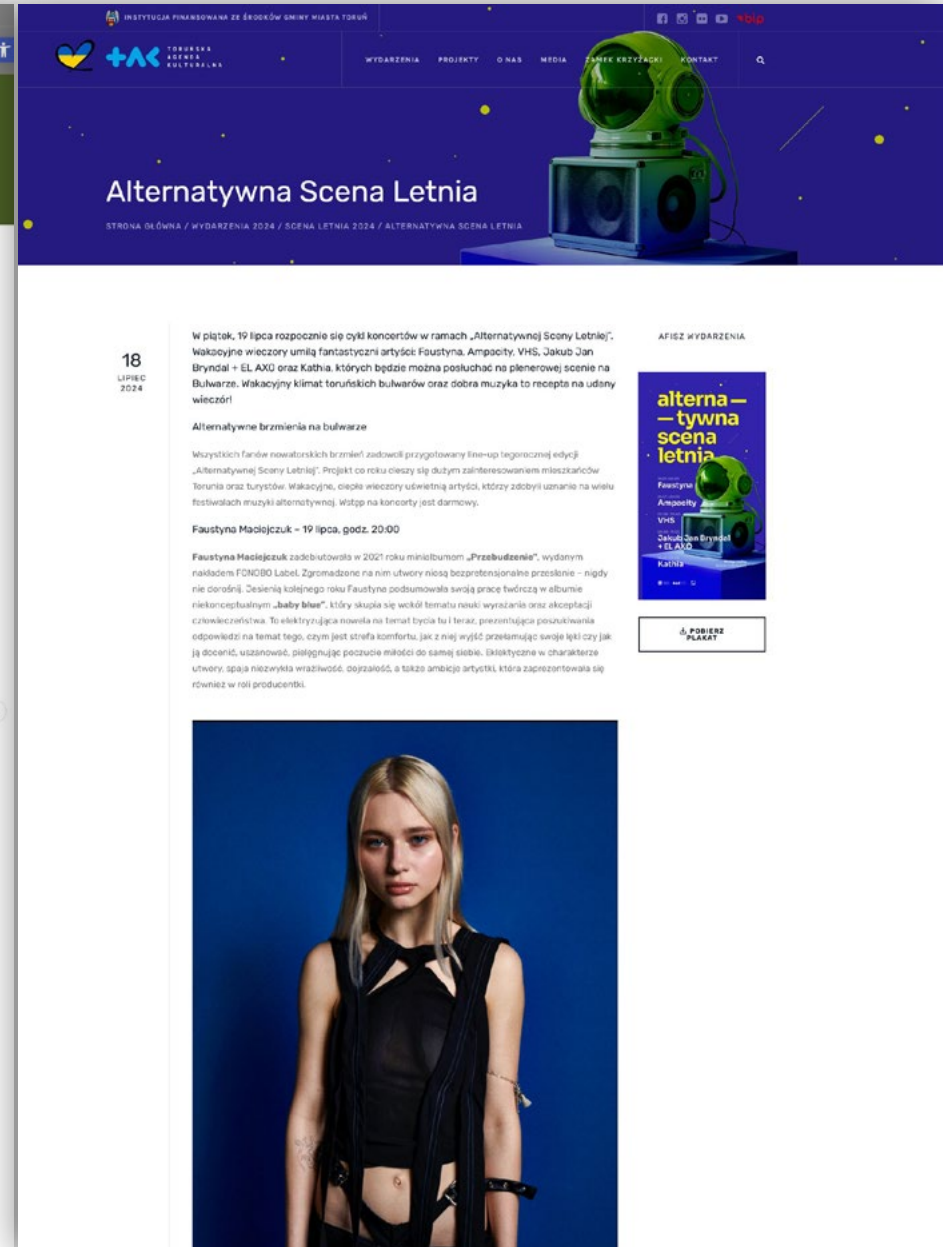 INSTYTUCJA FINANSOWANA ZE ŚRODKÓW GMINY MIASTA TORUŃ
bip
TORUŃSKA
AGENDA
KULTURALNA
WYDARZENIA PROJEKTY O NAS MEDIA ZAMEK KRZYŻACKI KONTAKT
Alternatywna Scena Letnia
STRONA GŁÓWNA / WYDARZENIA 2024 / SCENA LETNIA 2024 / ALTERNATYWNA SCENA LETNIA
18
LIPIEC
2024
W piątek, 19 lipca rozpocznie się cykl koncertów w ramach „Alternatywnej Sceny Letniej”.
Wakacyjne wieczory umilą fantastyczni artyści: Faustyna, Ampacity, VHS, Jakub Jan
Bryndal + EL AXO oraz Kathia, których będzie można posłuchać na plenerowej scenie na
Bulwarze. Wakacyjny klimat toruńskich bulwarów oraz dobra muzyka to recepta na udany
wieczór!
Alternatywne brzmienia na bulwarze
Wszystkich fanów nowatorskich brzmień zadowoli przygotowany line-up tegorocznej edycji
„Alternatywnej Sceny Letniej”. Projekt co roku cieszy się dużym zainteresowaniem mieszkańców
Torunia oraz turystów. Wakacyjne, ciepłe wieczory uświetnią artyści, którzy zdobyli uznanie na wielu
festiwalach muzyki alternatywnej. Wstęp na koncerty jest darmowy.
Faustyna Maciejczuk – 19 lipca, godz. 20:00
Faustyna Maciejczuk zadebiutowała w 2021 roku minialbumem „Przebudzenie”, wydanym
nakładem FONOBO Label. Zgromadzone na nim utwory niosą bezpretensjonalne przesłanie – nigdy
nie dorośnij. Jesienią kolejnego roku Faustyna podsumowała swoją pracę twórczą w albumie
niekonceptualnym „baby blue”, który skupia się wokół tematu nauki wyrażania oraz akceptacji
człowieczeństwa. To elektryzująca nowela na temat bycia tu i teraz, prezentująca poszukiwania
odpowiedzi na temat tego, czym jest strefa komfortu, jak z niej wyjść przełamując swoje lęki czy jak
ją docenić, uszanować, pielęgnując poczucie miłości do samej siebie. Eklektyczne w charakterze
utwory, spaja niezwykła wrażliwość, dojrzałość, a także ambicje artystki, która zaprezentowała się
również w roli producentki.
AFISZ WYDARZENIA
alterna—
—tywna
scena
letnia
Faustyna
Ampacity
VHS
Jakub Jan Bryndal
+ EL AXO
Kathia
POBIERZ
PLAKAT